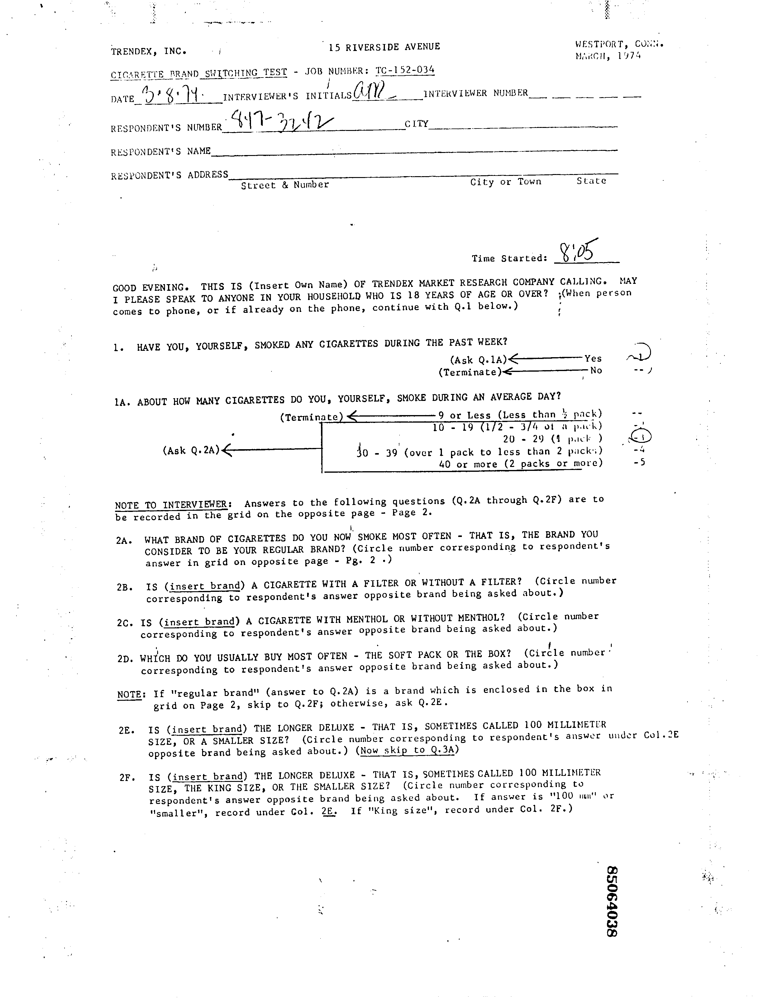 TRENDEX, INC. 15 RIVERSIDE AVENUE WESTPORT, CONN.
MARCH, 1974
CIGARETTE BRAND SWITCHING TEST - JOB NUMBER: TC-152-034
DATE 3·8·74· INTERVIEWER'S INITIALS INTERVIEWER NUMBER
RESPONDENT'S NUMBER 847-3242 CITY
RESPONDENT'S NAME
RESPONDENT'S ADDRESS
Street & Number City or Town State
Time Started: 8:05
GOOD EVENING. THIS IS (Insert Own Name) OF TRENDEX MARKET RESEARCH COMPANY CALLING. MAY
I PLEASE SPEAK TO ANYONE IN YOUR HOUSEHOLD WHO IS 18 YEARS OF AGE OR OVER? (When person
comes to phone, or if already on the phone, continue with Q.1 below.)
1. HAVE YOU, YOURSELF, SMOKED ANY CIGARETTES DURING THE PAST WEEK?
(Ask Q.1A) Yes -1
(Terminate) No --
1A. ABOUT HOW MANY CIGARETTES DO YOU, YOURSELF, SMOKE DURING AN AVERAGE DAY?
(Terminate) 9 or Less (Less than ½ pack) --
10 - 19 (1/2 - 3/4 of a pack)
20 - 29 (1 pack )
(Ask Q.2A) 30 - 39 (over 1 pack to less than 2 packs) -4
40 or more (2 packs or more) -5
NOTE TO INTERVIEWER: Answers to the following questions (Q.2A through Q.2F) are to
be recorded in the grid on the opposite page - Page 2.
2A. WHAT BRAND OF CIGARETTES DO YOU NOW SMOKE MOST OFTEN - THAT IS, THE BRAND YOU
CONSIDER TO BE YOUR REGULAR BRAND? (Circle number corresponding to respondent's
answer in grid on opposite page - Pg. 2 .)
2B. IS (insert brand) A CIGARETTE WITH A FILTER OR WITHOUT A FILTER? (Circle number
corresponding to respondent's answer opposite brand being asked about.)
2C. IS (insert brand) A CIGARETTE WITH MENTHOL OR WITHOUT MENTHOL? (Circle number
corresponding to respondent's answer opposite brand being asked about.)
2D. WHICH DO YOU USUALLY BUY MOST OFTEN - THE SOFT PACK OR THE BOX? (Circle number
corresponding to respondent's answer opposite brand being asked about.)
NOTE: If "regular brand" (answer to Q.2A) is a brand which is enclosed in the box in
grid on Page 2, skip to Q.2F; otherwise, ask Q.2E.
2E. IS (insert brand) THE LONGER DELUXE - THAT IS, SOMETIMES CALLED 100 MILLIMETER
SIZE, OR A SMALLER SIZE? (Circle number corresponding to respondent's answer under Col.2E
opposite brand being asked about.) (Now skip to Q.3A)
2F. IS (insert brand) THE LONGER DELUXE - THAT IS, SOMETIMES CALLED 100 MILLIMETER
SIZE, THE KING SIZE, OR THE SMALLER SIZE? (Circle number corresponding to
respondent's answer opposite brand being asked about. If answer is "100 mm" or
"smaller", record under Col. 2E. If "King size", record under Col. 2F.)
85064038